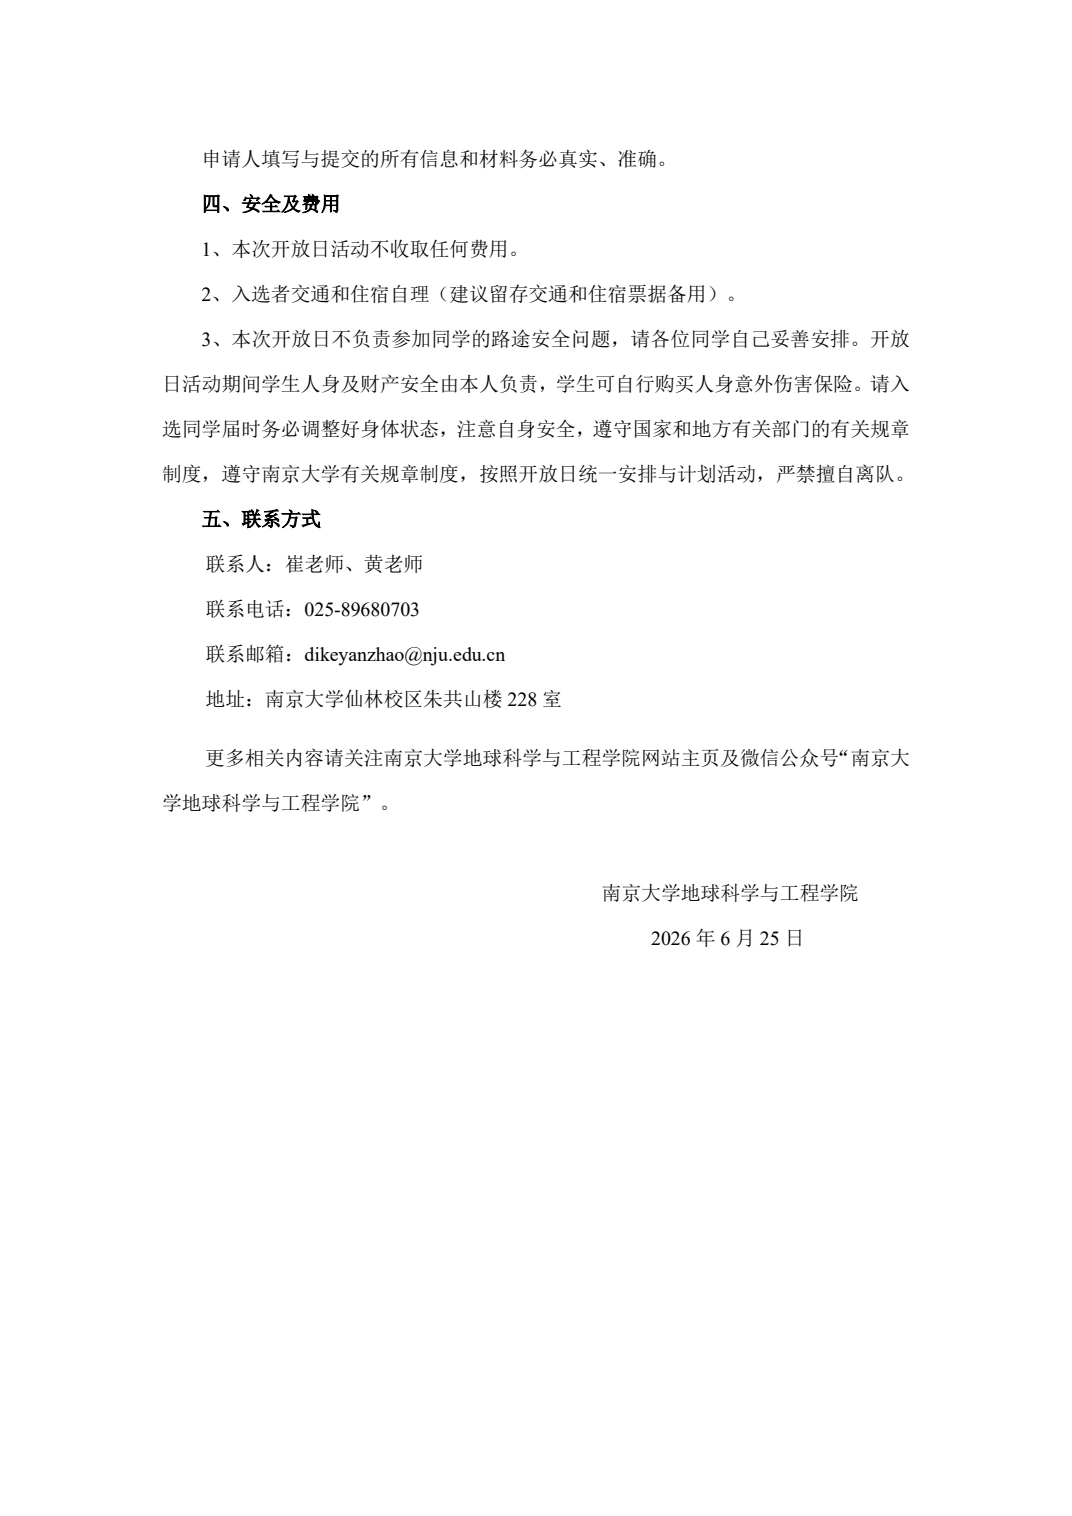 申请人填写与提交的所有信息和材料务必真实、准确。
四、安全及费用
1、本次开放日活动不收取任何费用。
2、入选者交通和住宿自理（建议留存交通和住宿票据备用）。
3、本次开放日不负责参加同学的路途安全问题，请各位同学自己妥善安排。开放
日活动期间学生人身及财产安全由本人负责，学生可自行购买人身意外伤害保险。请入
选同学届时务必调整好身体状态，注意自身安全，遵守国家和地方有关部门的有关规章
制度，遵守南京大学有关规章制度，按照开放日统一安排与计划活动，严禁擅自离队。
五、联系方式
联系人：崔老师、黄老师
联系电话：025-89680703
联系邮箱：dikeyanzhao@nju.edu.cn
地址：南京大学仙林校区朱共山楼 228 室
更多相关内容请关注南京大学地球科学与工程学院网站主页及微信公众号“南京大
学地球科学与工程学院”。
南京大学地球科学与工程学院
2026 年 6 月 25 日